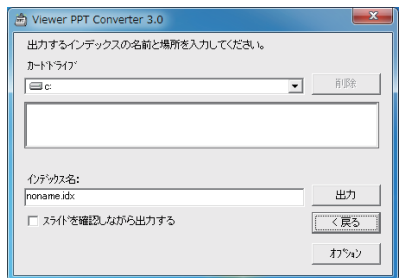 Viewer PPT Converter 3.0
出力するインデックスの名前と場所を入力してください。
カードドライブ
c:
削除
インデックス名:
noname.idx
出力
スライドを確認しながら出力する
< 戻る
オプション